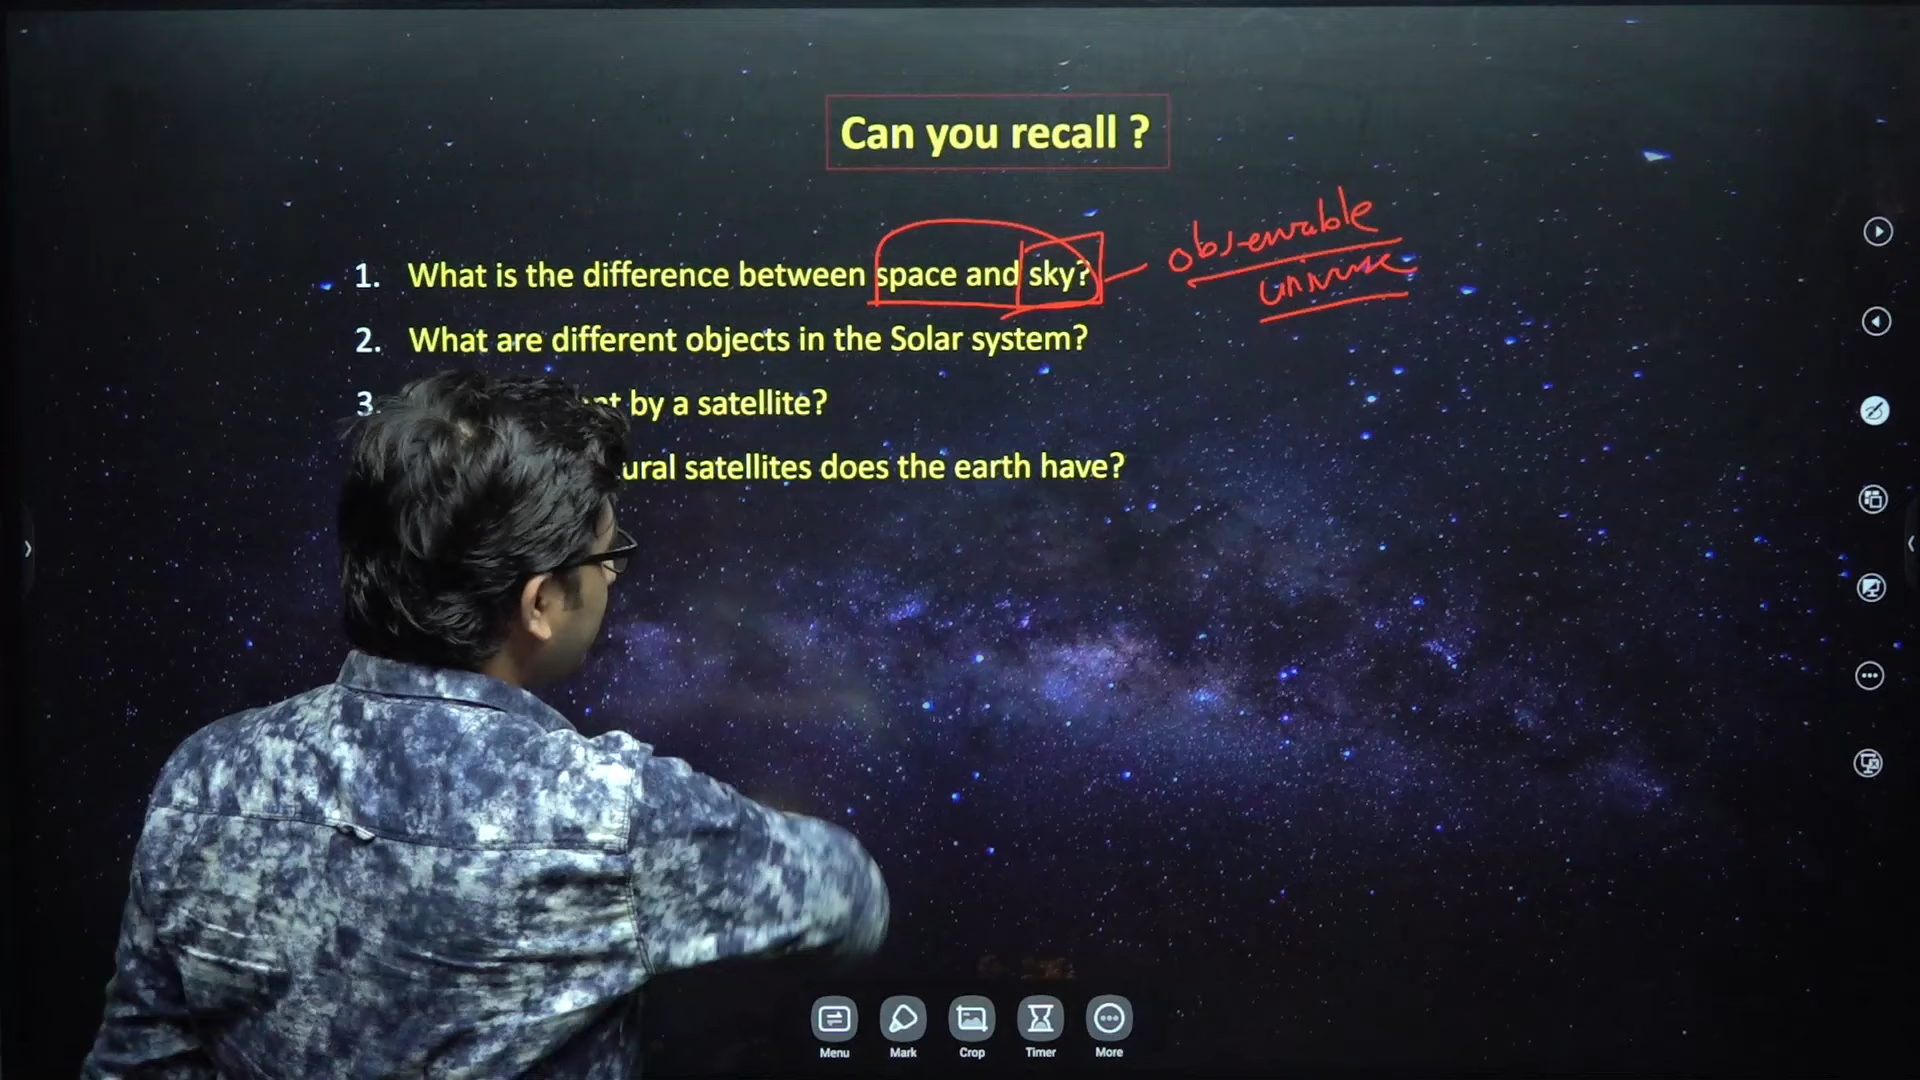 Can you recall ?
observable
universe
1. What is the difference between space and sky?
2. What are different objects in the Solar system?
3. by a satellite?
satellites does the earth have?
Menu Mark Crop Timer More